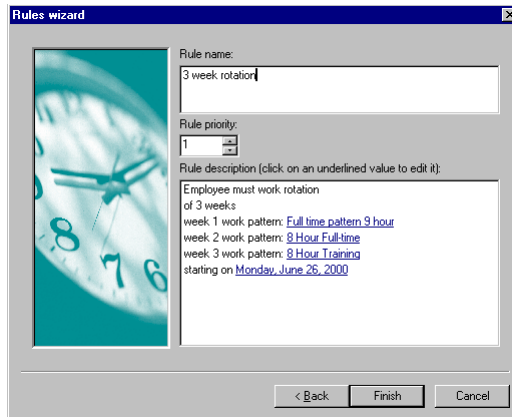 Rules wizard
Rule name:
3 week rotation
Rule priority:
1
Rule description (click on an underlined value to edit it):
Employee must work rotation
of 3 weeks
week 1 work pattern: Full time pattern 9 hour
week 2 work pattern: 8 Hour Full-time
week 3 work pattern: 8 Hour Training
starting on Monday, June 26, 2000
8 7 6
< Back Finish Cancel